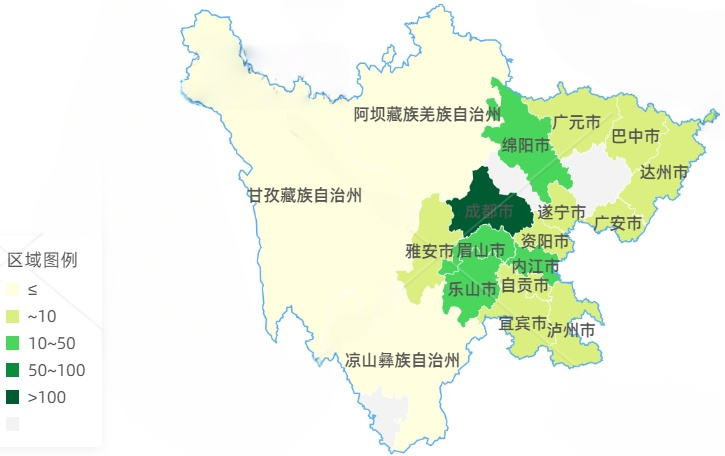 阿坝藏族羌族自治州
广元市
绵阳市
巴中市
达州市
甘孜藏族自治州
成都市
遂宁市
广安市
资阳市
雅安市
眉山市
内江市
自贡市
乐山市
宜宾市
泸州市
凉山彝族自治州
区域图例
≤
~10
10~50
50~100
>100